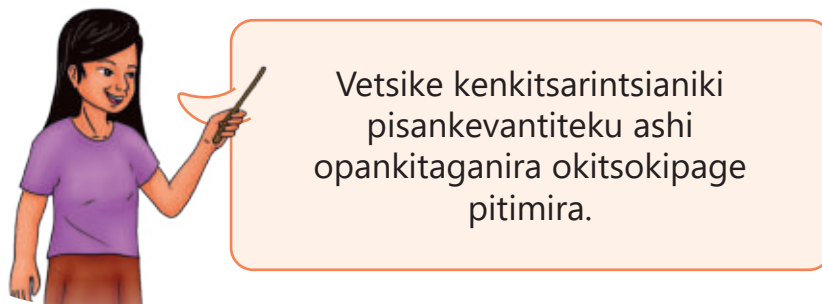 Vetsike kenkitsarintsianiki
pisankevantiteku ashi
opankitaganira okitsokipage
pitimira.